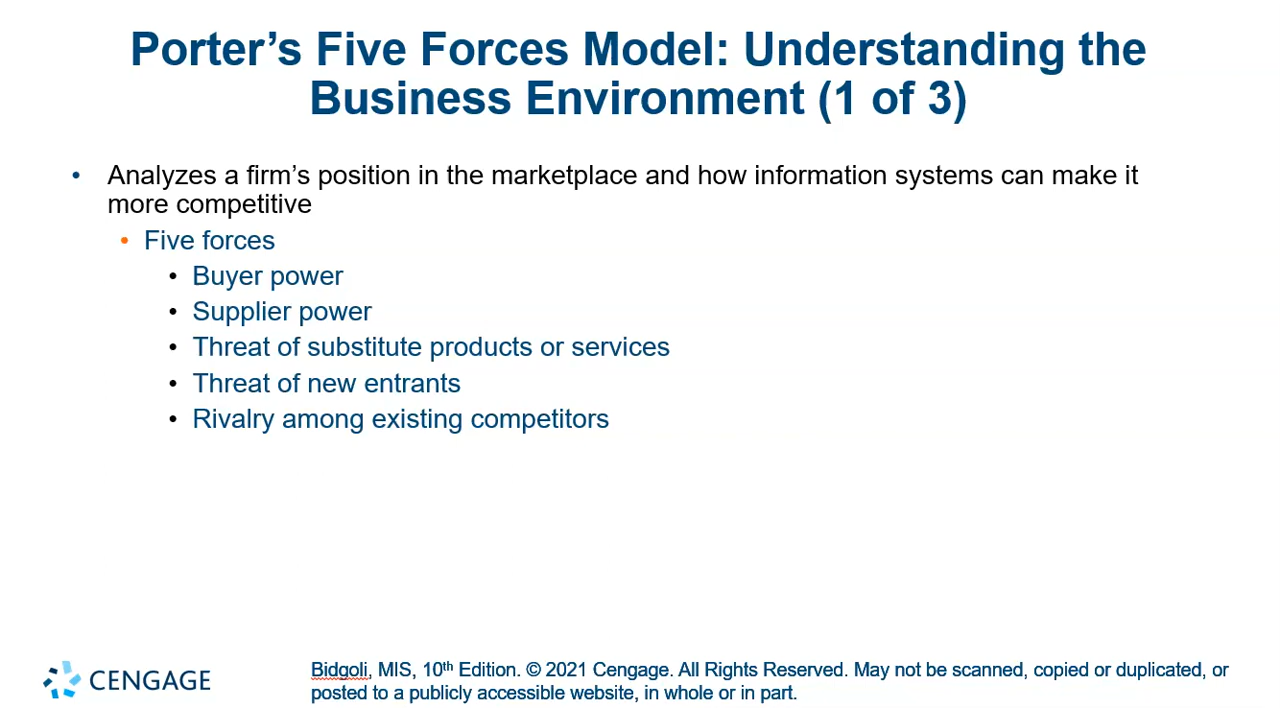 Porter’s Five Forces Model: Understanding the
Business Environment (1 of 3)
• Analyzes a firm’s position in the marketplace and how information systems can make it
more competitive
• Five forces
• Buyer power
• Supplier power
• Threat of substitute products or services
• Threat of new entrants
• Rivalry among existing competitors
CENGAGE
Bidgoli, MIS, 10th Edition. © 2021 Cengage. All Rights Reserved. May not be scanned, copied or duplicated, or
posted to a publicly accessible website, in whole or in part.